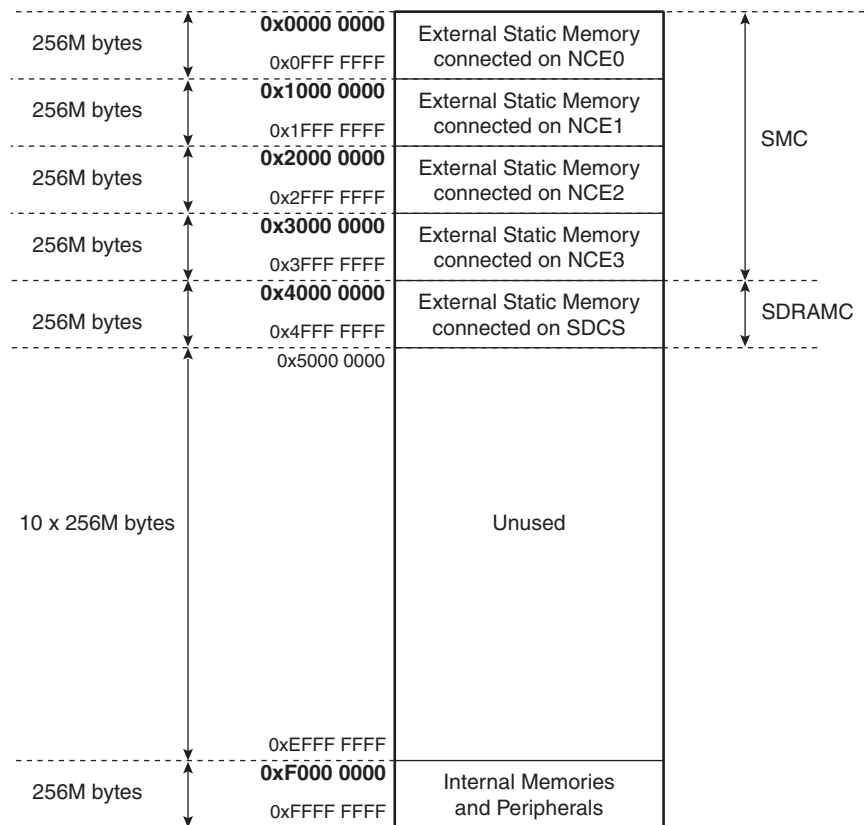 256M bytes
0x0000 0000
0x0FFF FFFF
External Static Memory
connected on NCE0
256M bytes
0x1000 0000
0x1FFF FFFF
External Static Memory
connected on NCE1
SMC
256M bytes
0x2000 0000
0x2FFF FFFF
External Static Memory
connected on NCE2
256M bytes
0x3000 0000
0x3FFF FFFF
External Static Memory
connected on NCE3
256M bytes
0x4000 0000
0x4FFF FFFF
External Static Memory
connected on SDCS
SDRAMC
0x5000 0000
10 x 256M bytes
Unused
0xEFFF FFFF
256M bytes
0xF000 0000
0xFFFF FFFF
Internal Memories
and Peripherals